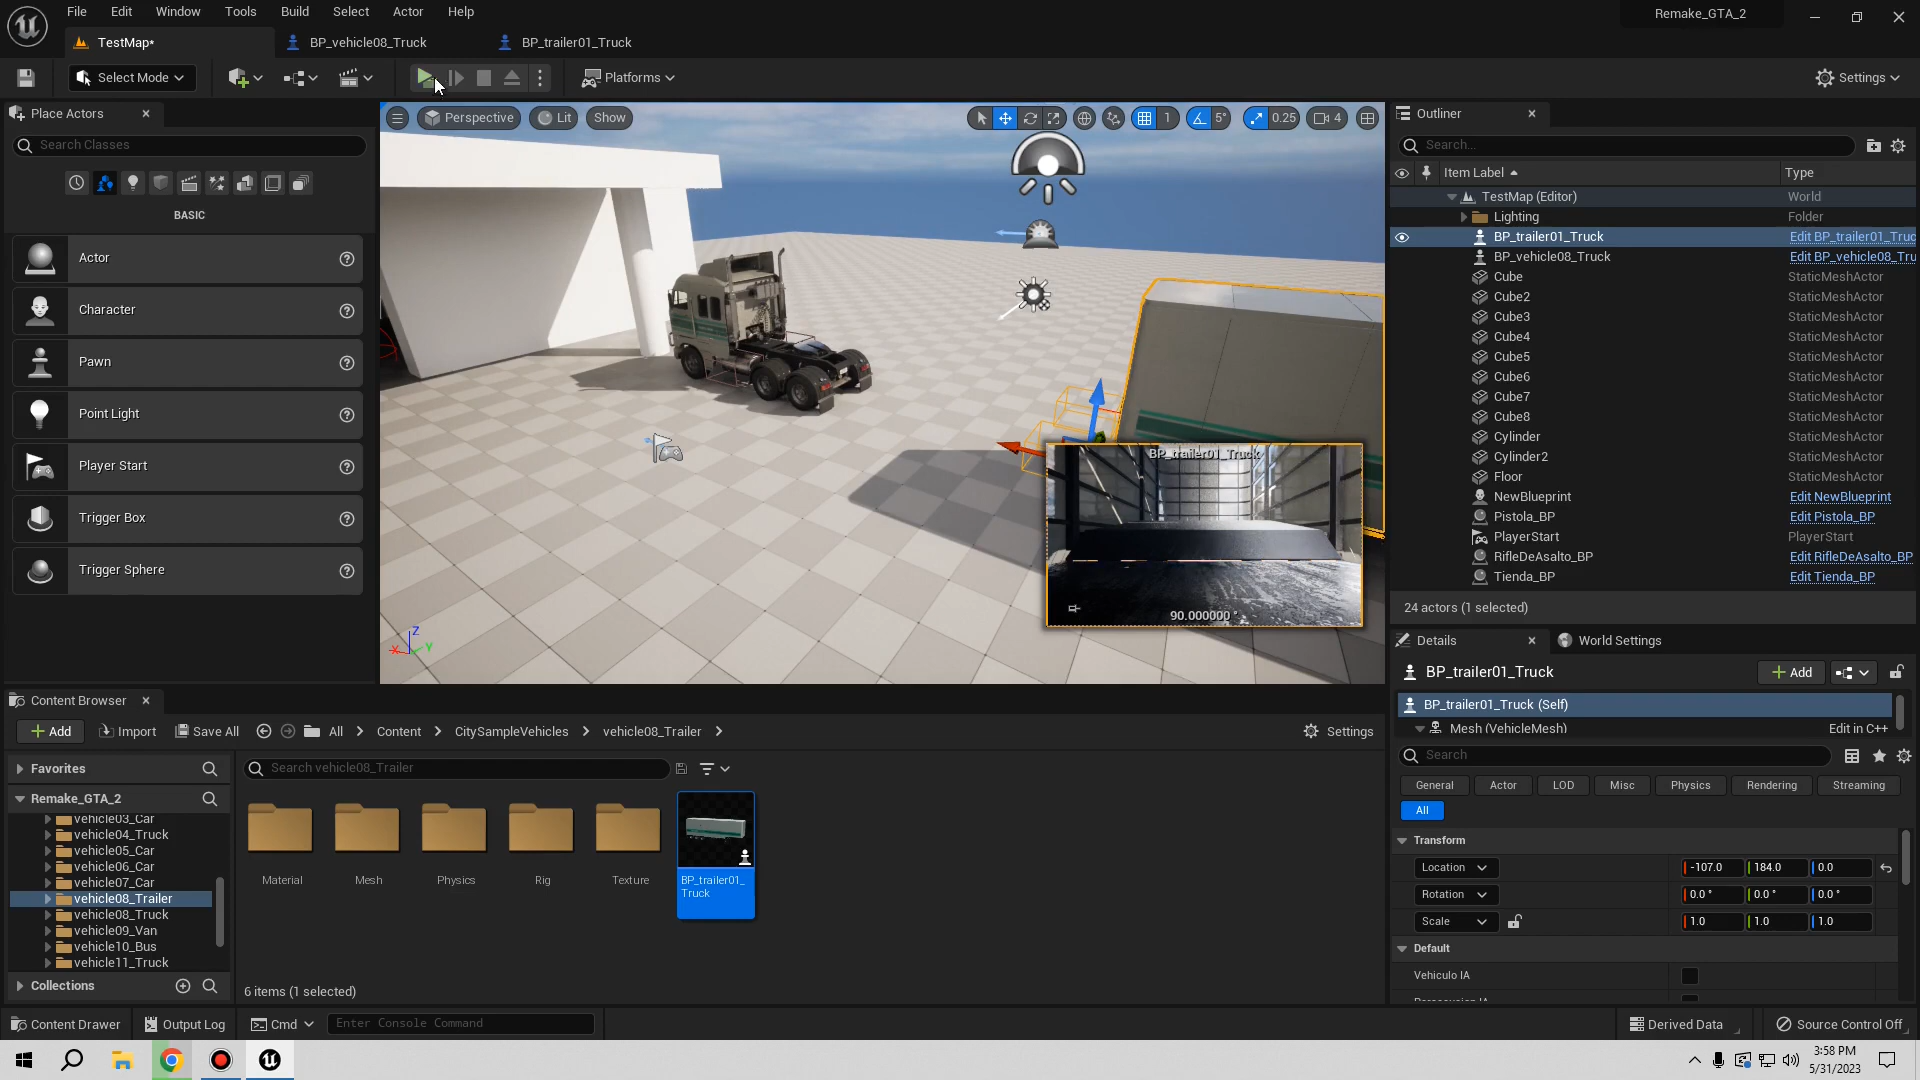 File
Edit
Window
Tools
Build
Select
Actor
Help
Remake_GTA_2
TestMap*
BP_vehicle08_Truck
BP_trailer01_Truck
Select Mode
Platforms
Settings
Place Actors
Search Classes
BASIC
Actor
Character
Pawn
Point Light
Player Start
Trigger Box
Trigger Sphere
Perspective
Lit
Show
1
5°
0.25
4
BP_trailer01_Truck
90.000000 °
Z
X
Y
Outliner
Search...
Item Label
Type
TestMap (Editor)
World
Lighting
Folder
BP_trailer01_Truck
Edit BP_trailer01_Truc
BP_vehicle08_Truck
Edit BP_vehicle08_Tru
Cube
StaticMeshActor
Cube2
StaticMeshActor
Cube3
StaticMeshActor
Cube4
StaticMeshActor
Cube5
StaticMeshActor
Cube6
StaticMeshActor
Cube7
StaticMeshActor
Cube8
StaticMeshActor
Cylinder
StaticMeshActor
Cylinder2
StaticMeshActor
Floor
StaticMeshActor
NewBlueprint
Edit NewBlueprint
Pistola_BP
Edit Pistola_BP
PlayerStart
PlayerStart
RifleDeAsalto_BP
Edit RifleDeAsalto_BP
Tienda_BP
Edit Tienda_BP
24 actors (1 selected)
Details
World Settings
BP_trailer01_Truck
Add
BP_trailer01_Truck (Self)
Mesh (VehicleMesh)
Edit in C++
Search
General
Actor
LOD
Misc
Physics
Rendering
Streaming
All
Transform
Location
-107.0
184.0
0.0
Rotation
0.0 °
0.0 °
0.0 °
Scale
1.0
1.0
1.0
Default
Vehiculo IA
Content Browser
Add
Import
Save All
All
Content
CitySampleVehicles
vehicle08_Trailer
Settings
Favorites
Search vehicle08_Trailer
Remake_GTA_2
vehicle03_Car
vehicle04_Truck
vehicle05_Car
vehicle06_Car
vehicle07_Car
vehicle08_Trailer
vehicle08_Truck
vehicle09_Van
vehicle10_Bus
vehicle11_Truck
Collections
Material
Mesh
Physics
Rig
Texture
BP_trailer01_
Truck
6 items (1 selected)
Content Drawer
Output Log
Cmd
Enter Console Command
Derived Data
Source Control Off
3:58 PM
5/31/2023